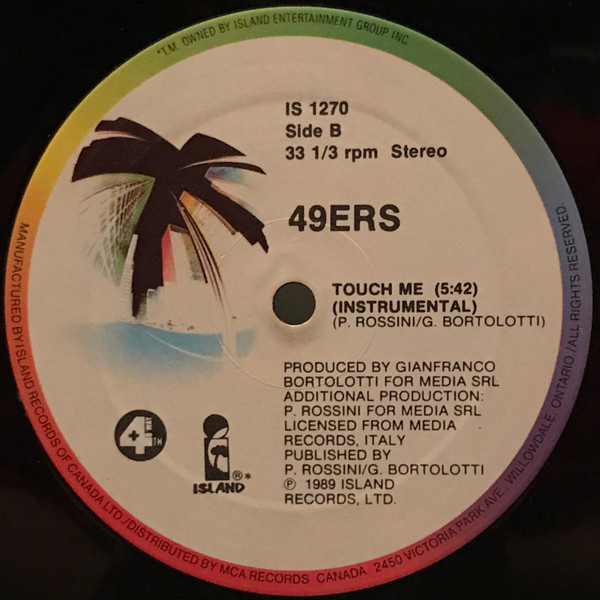 *T.M. OWNED BY ISLAND ENTERTAINMENT GROUP INC
IS 1270
Side B
33 1/3 rpm Stereo
49ERS
TOUCH ME (5:42)
(INSTRUMENTAL)
(P. ROSSINI/G. BORTOLOTTI)
PRODUCED BY GIANFRANCO
BORTOLOTTI FOR MEDIA SRL
ADDITIONAL PRODUCTION:
P. ROSSINI FOR MEDIA SRL
LICENSED FROM MEDIA
RECORDS, ITALY
PUBLISHED BY
P. ROSSINI/G. BORTOLOTTI
℗ 1989 ISLAND
RECORDS, LTD.
4TH
ISLAND®*
MANUFACTURED BY ISLAND RECORDS OF CANADA LTD./DISTRIBUTED BY MCA RECORDS CANADA 2450 VICTORIA PARK AVE. WILLOWDALE, ONTARIO./ALL RIGHTS RESERVED.